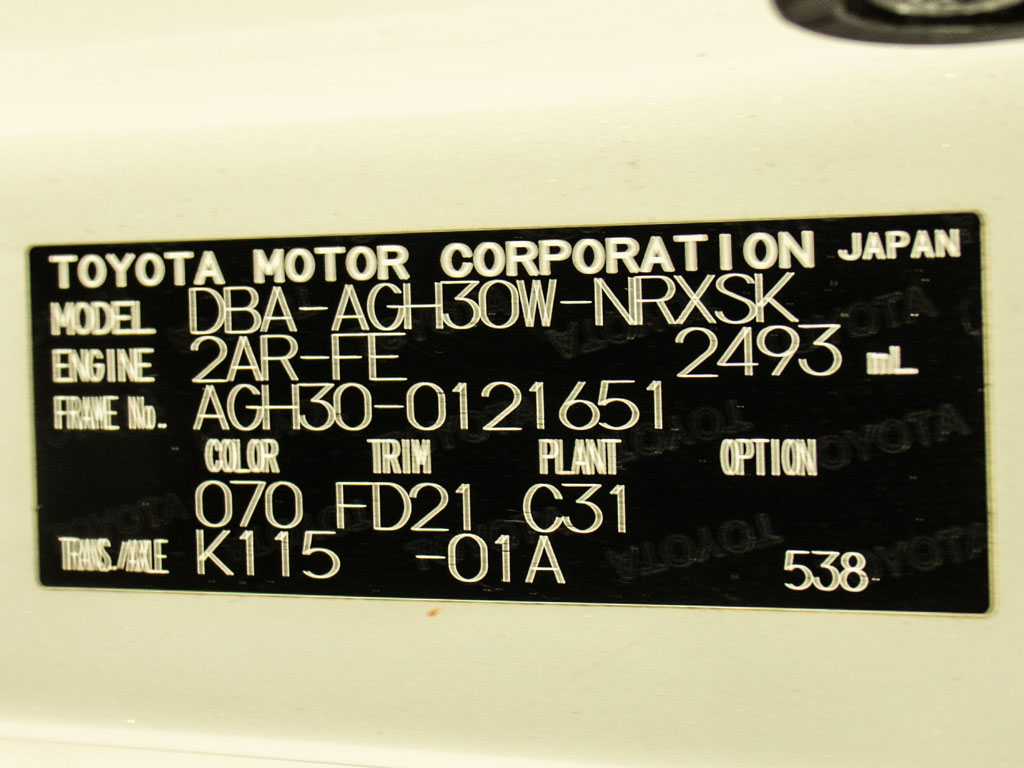 TOYOTA MOTOR CORPORATION JAPAN
MODEL DBA-AGH30W-NRXSK
ENGINE 2AR-FE 2493 mL
FRAME No. AGH30-0121651
COLOR TRIM PLANT OPTION
070 FD21 C31
TRANS./AXLE K115 -01A 538